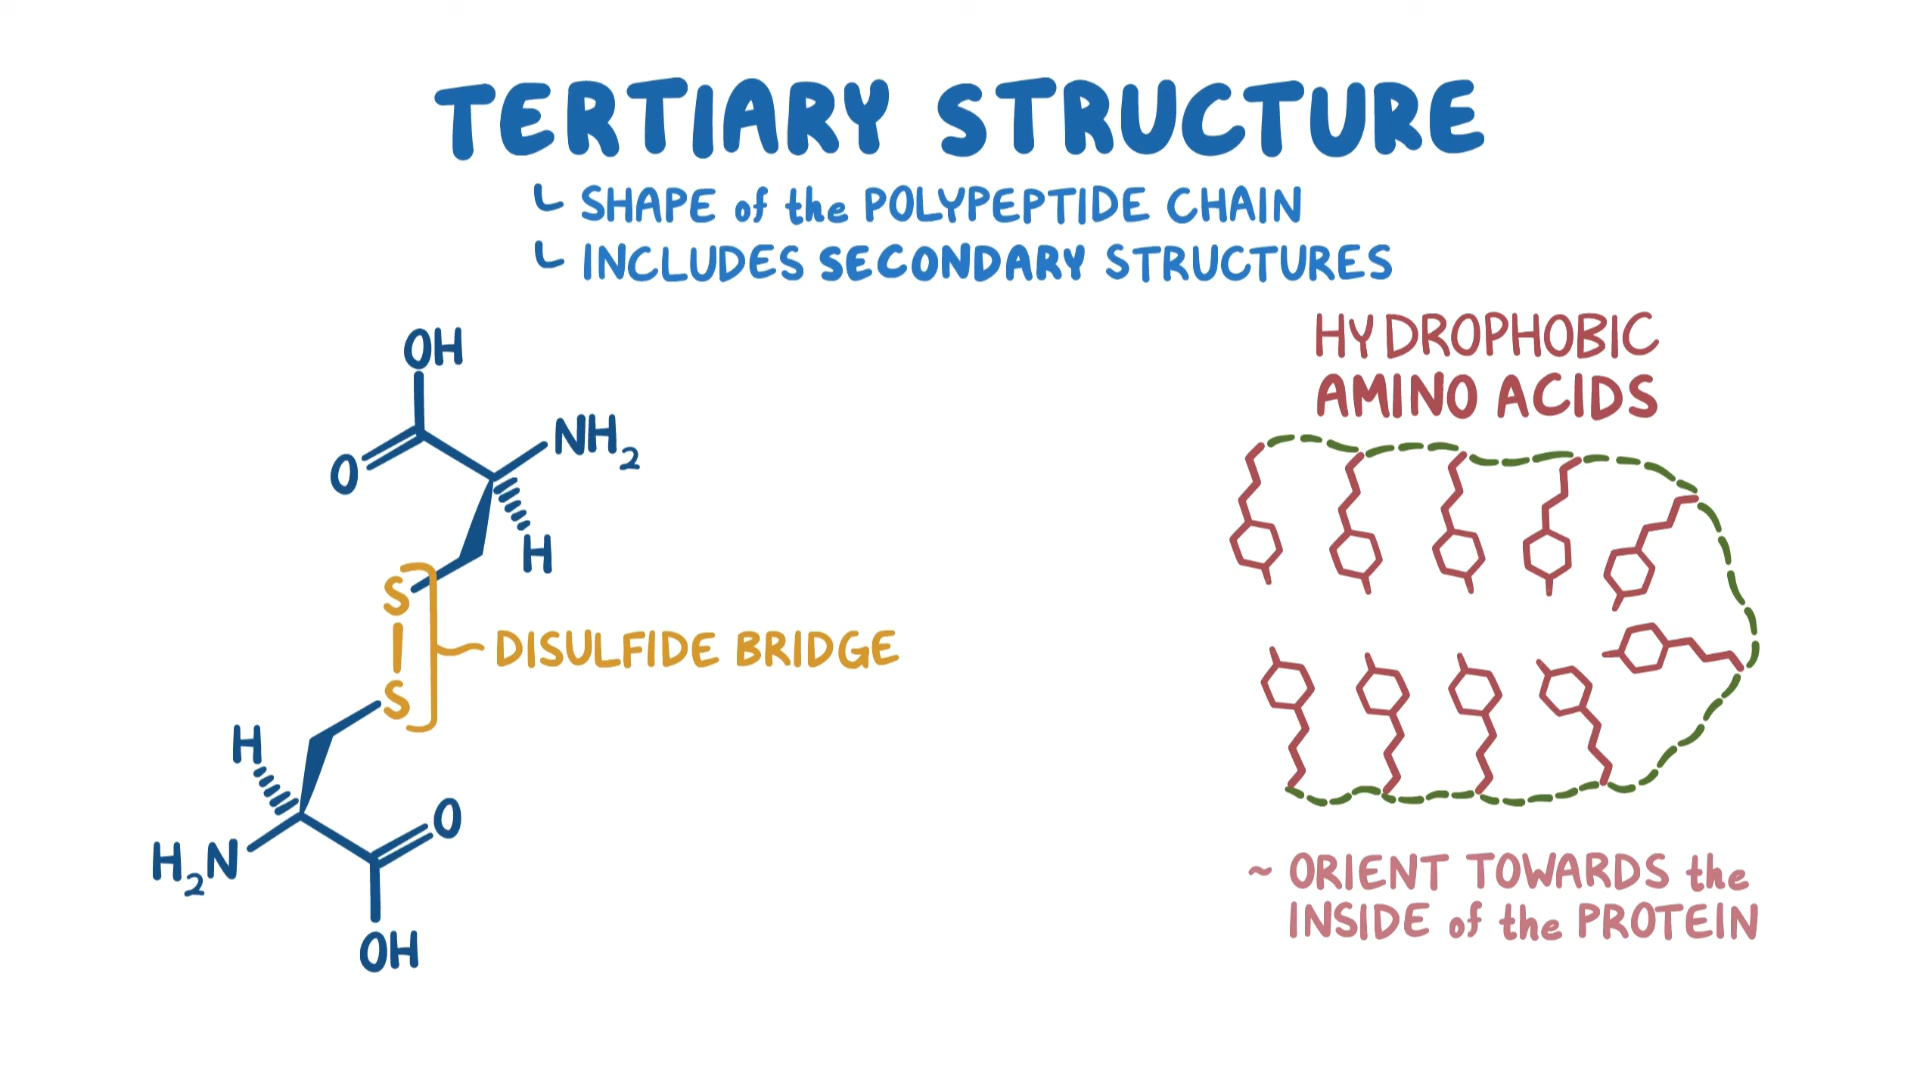 TERTIARY STRUCTURE
SHAPE of the POLYPEPTIDE CHAIN
INCLUDES SECONDARY STRUCTURES
HYDROPHOBIC
AMINO ACIDS
OH
O
NH2
H
S
S
DISULFIDE BRIDGE
H
H2N
O
OH
~ ORIENT TOWARDS the
INSIDE of the PROTEIN